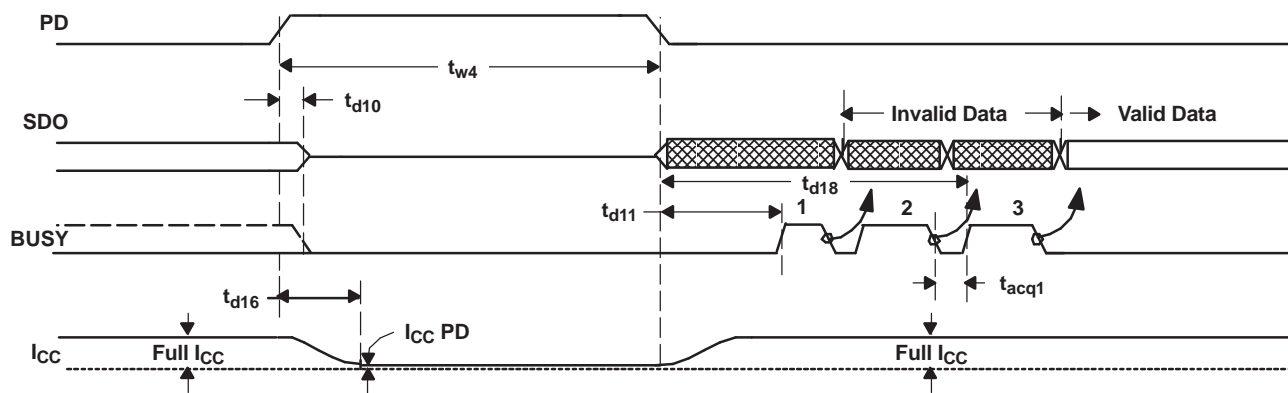 PD
tw4
td10
SDO
Invalid Data
Valid Data
td18
td11
1
2
3
BUSY
td16
tacq1
ICC PD
ICC
Full ICC
Full ICC